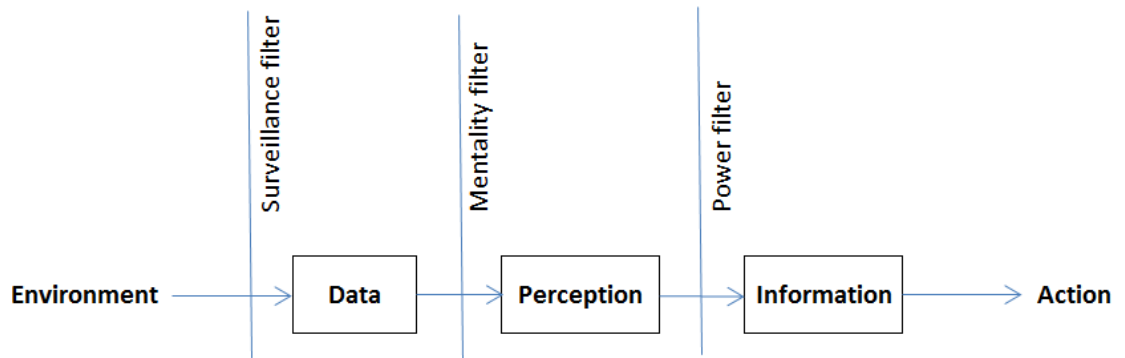 Surveillance filter
Mentality filter
Power filter
Environment
Data
Perception
Information
Action